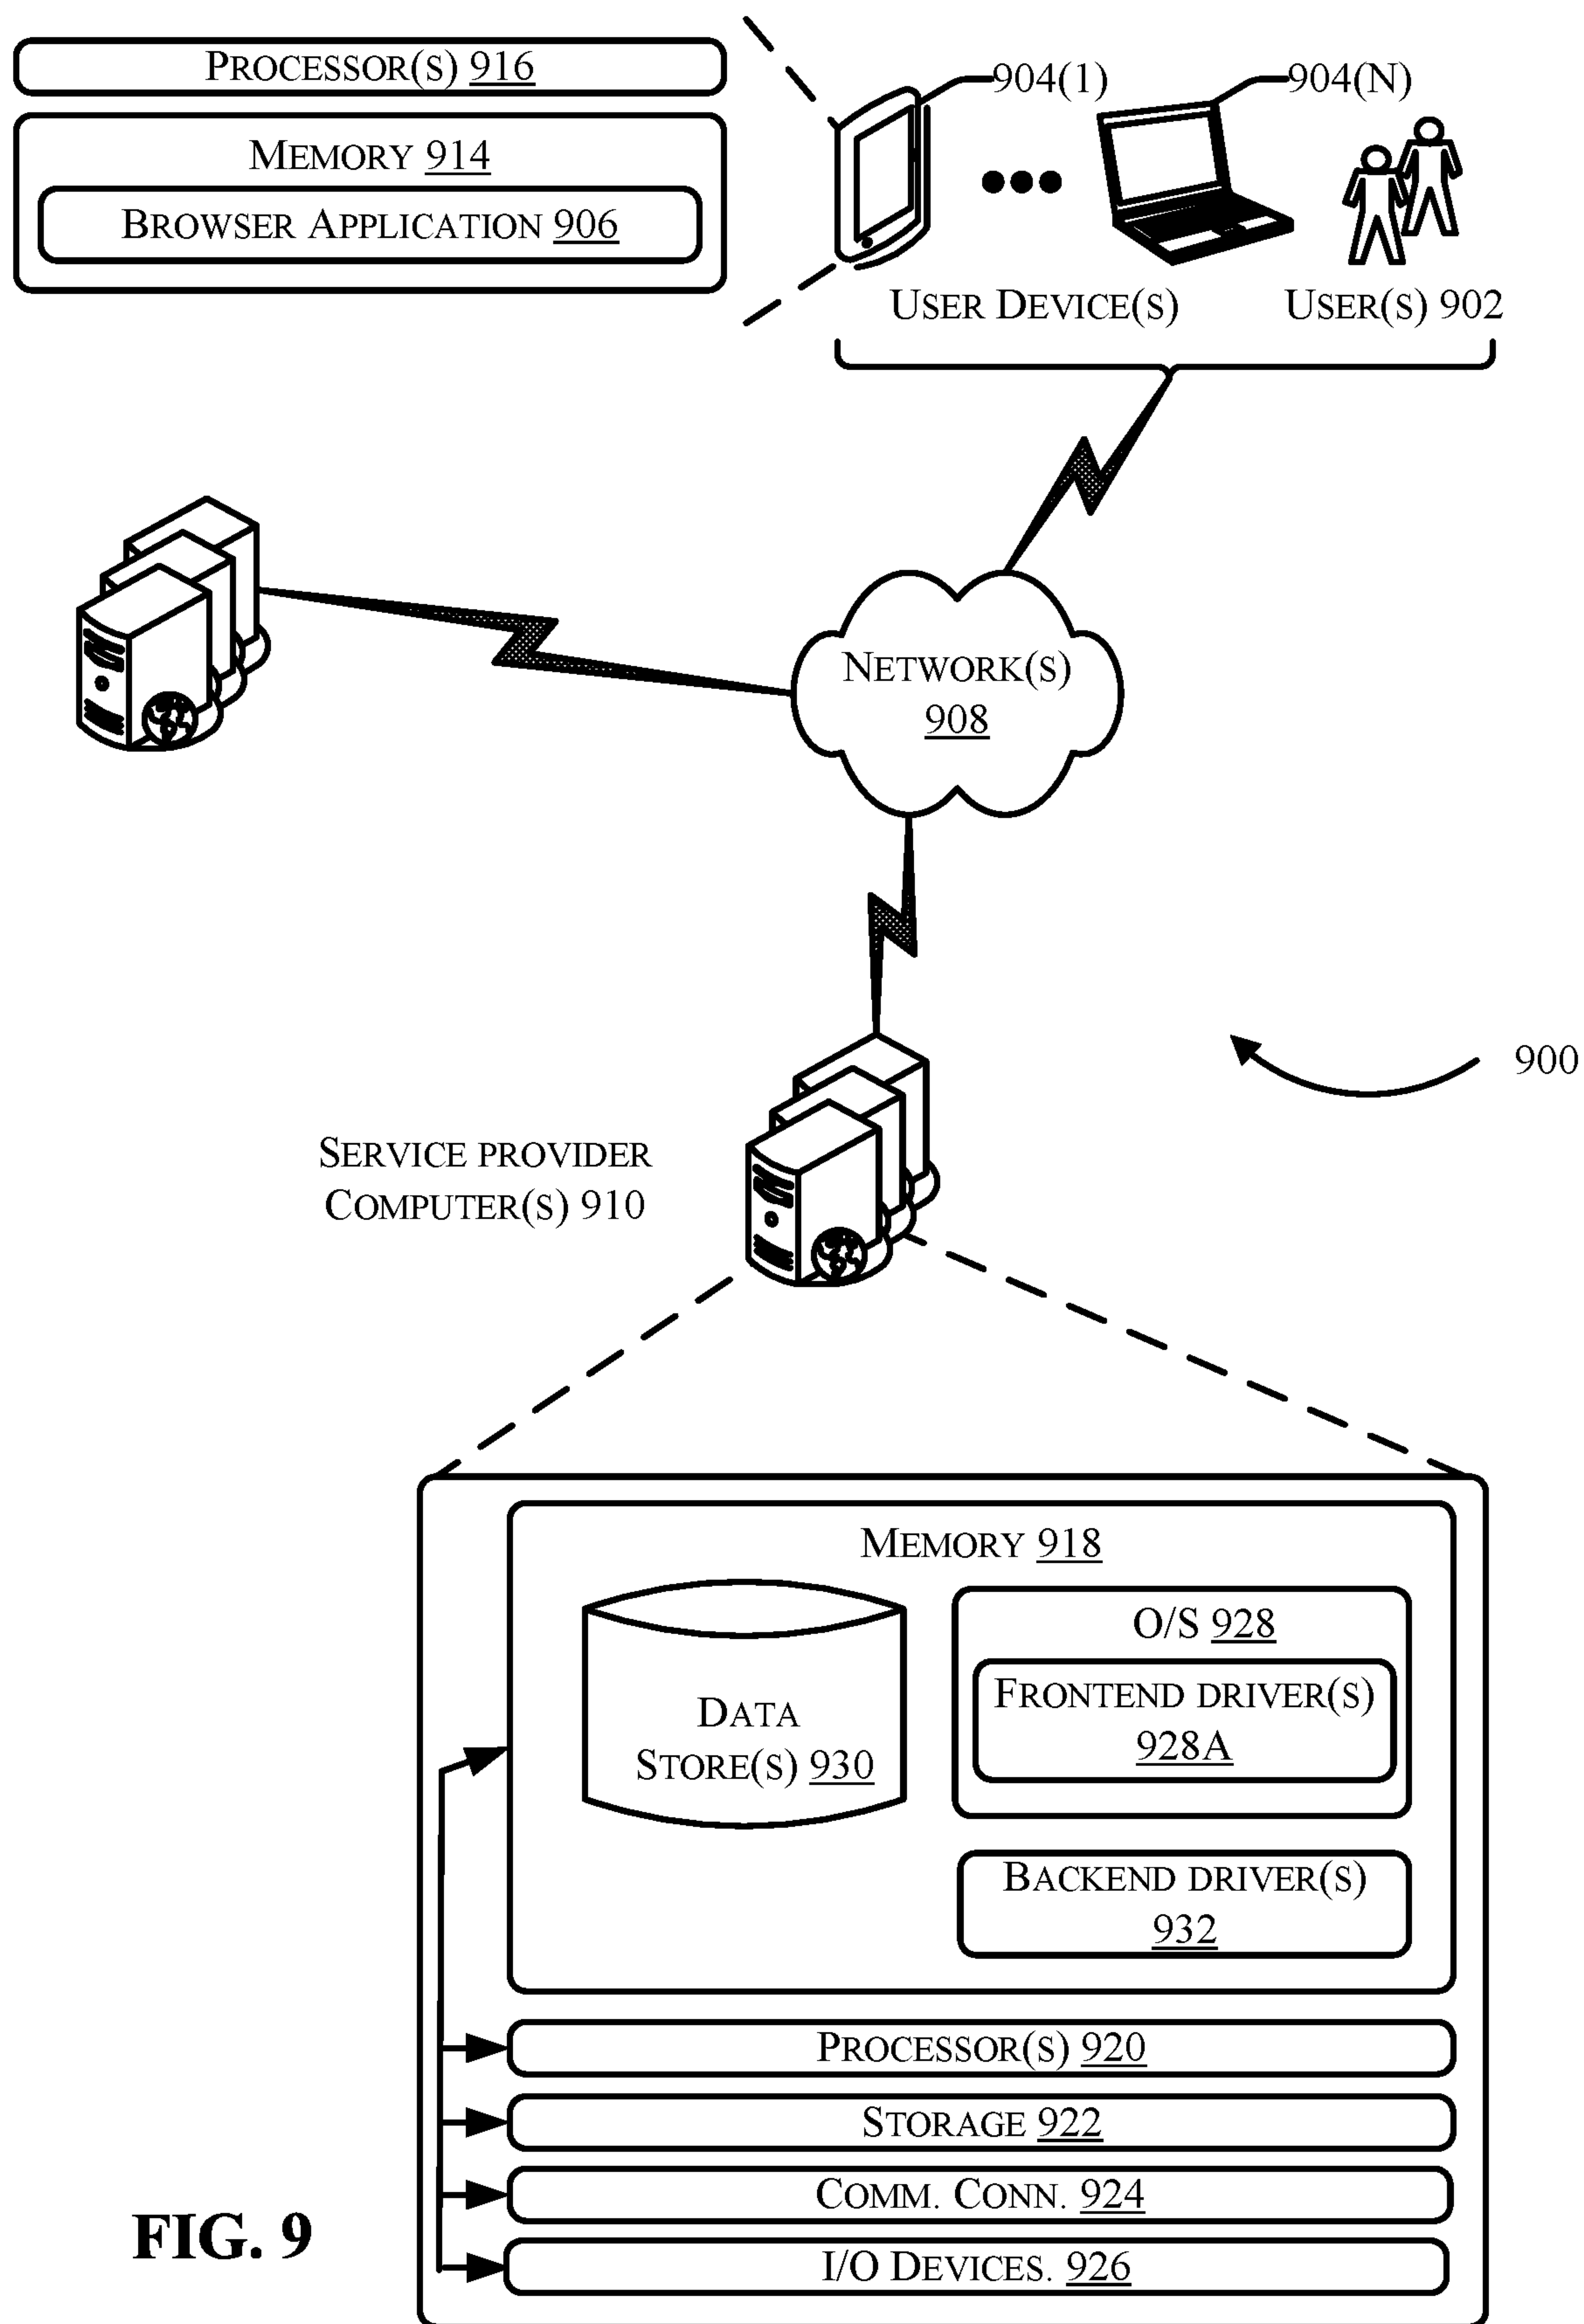 PROCESSOR(S) 916
MEMORY 914
BROWSER APPLICATION 906
904(1)
904(N)
USER DEVICE(S)
USER(S) 902
NETWORK(S)
908
900
SERVICE PROVIDER
COMPUTER(S) 910
MEMORY 918
DATA
STORE(S) 930
O/S 928
FRONTEND DRIVER(S)
928A
BACKEND DRIVER(S)
932
PROCESSOR(S) 920
STORAGE 922
COMM. CONN. 924
I/O DEVICES. 926
FIG. 9